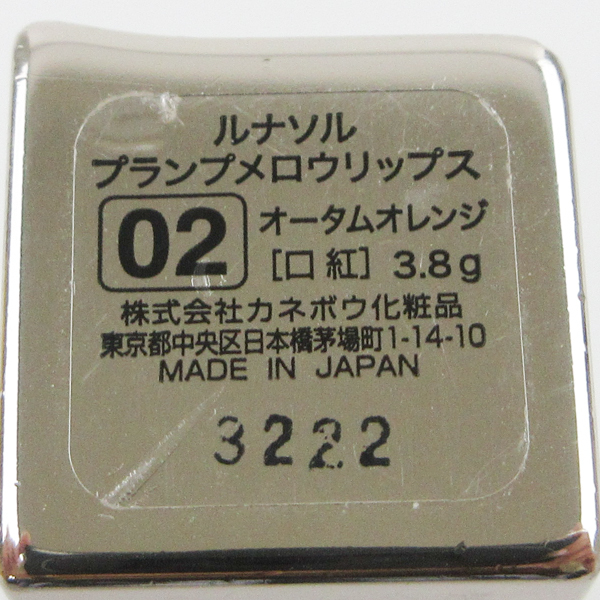 ルナソル
プランプメロウリップス
02 オータムオレンジ
[口紅] 3.8g
株式会社カネボウ化粧品
東京都中央区日本橋茅場町1-14-10
MADE IN JAPAN
3222